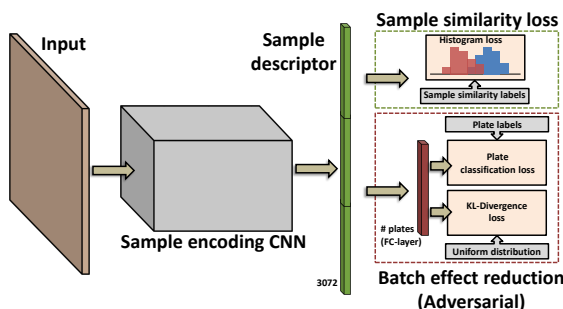 Input
Sample encoding CNN
Sample
descriptor
3072
Sample similarity loss
Histogram loss
Sample similarity labels
Plate labels
Plate
classification loss
KL-Divergence
loss
# plates
(FC-layer)
Uniform distribution
Batch effect reduction
(Adversarial)